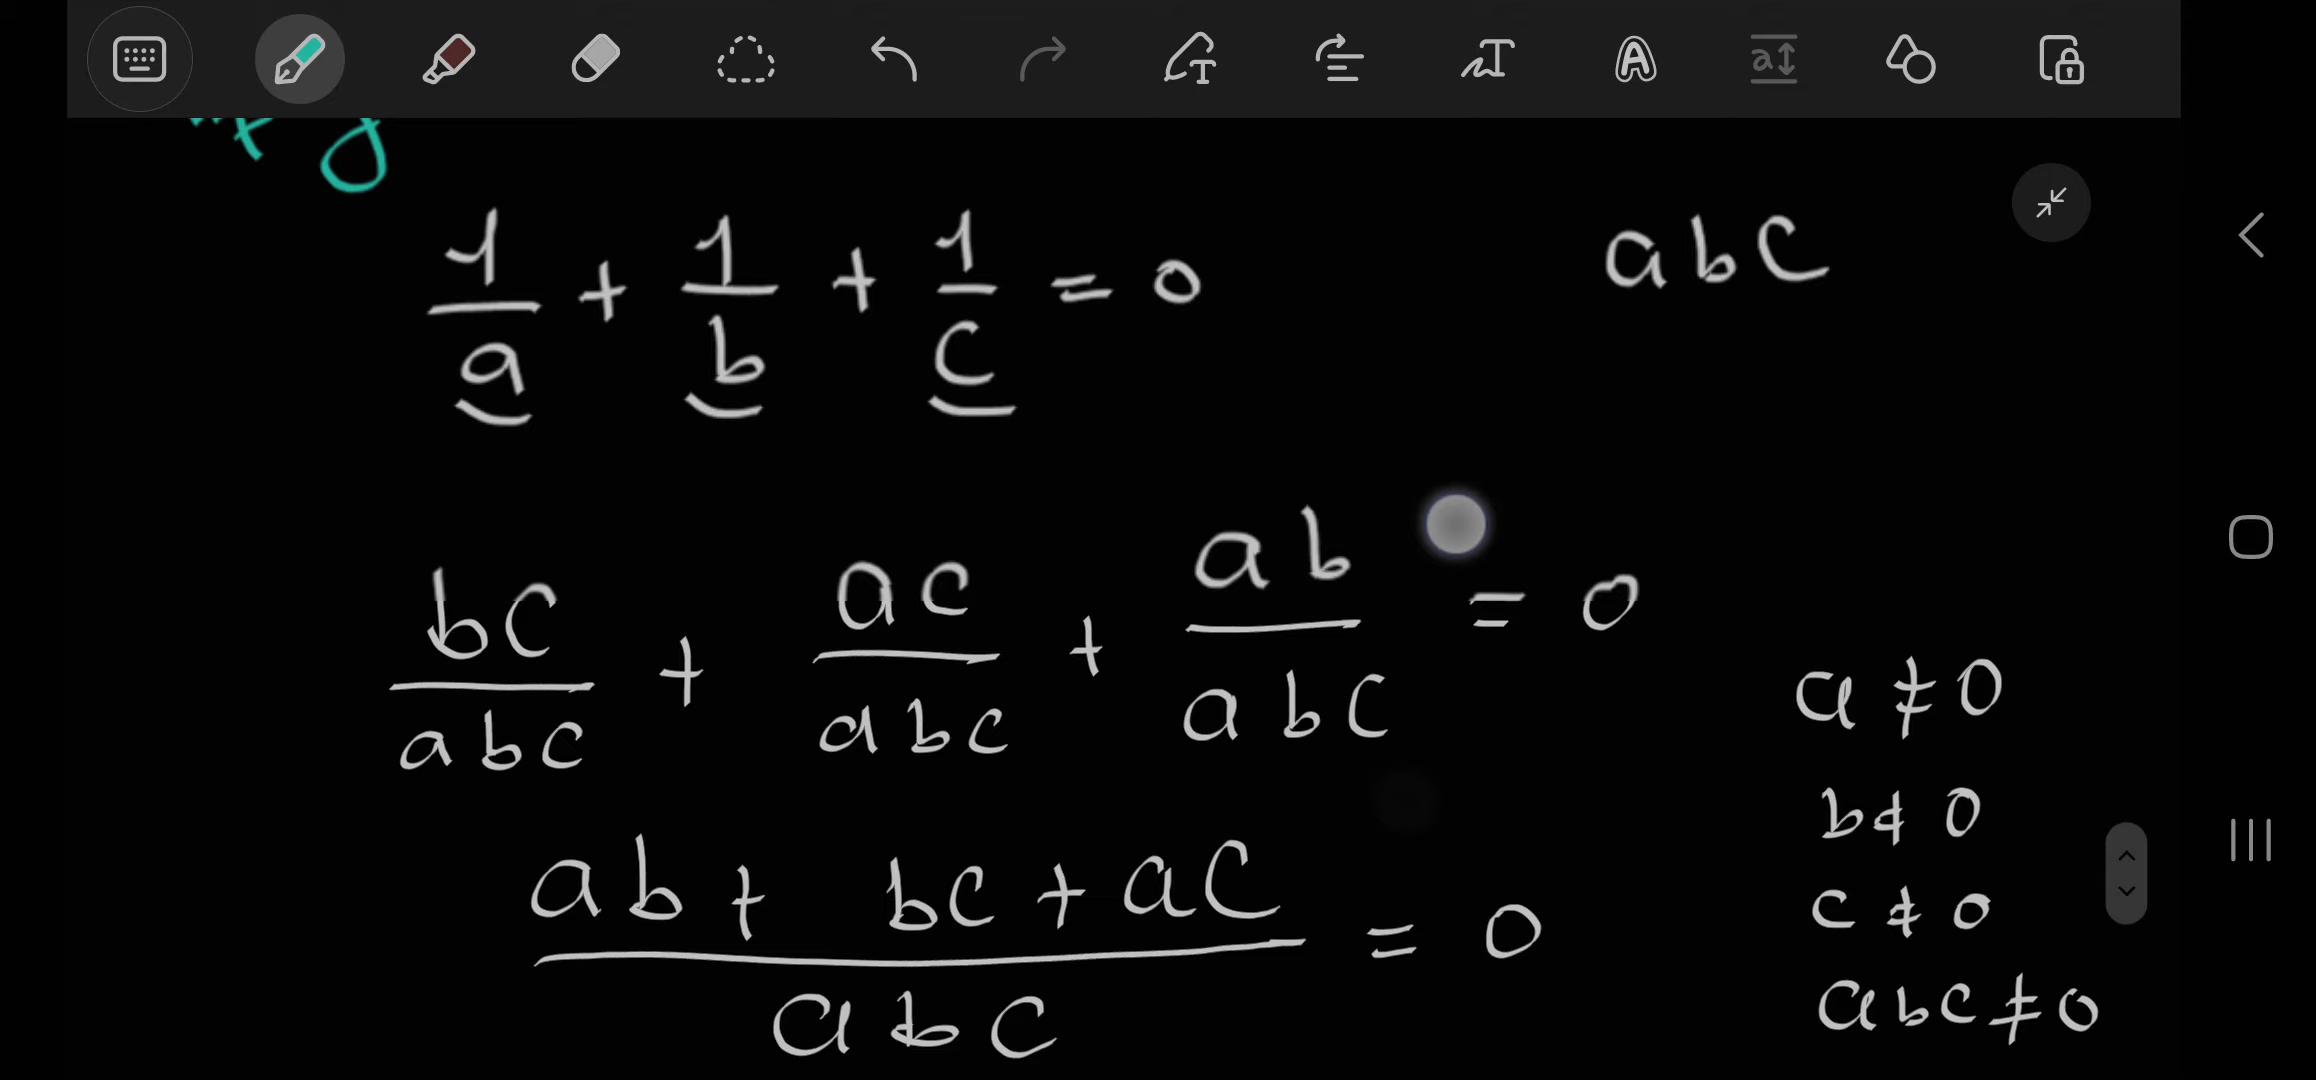 1/a + 1/b + 1/c = 0
abc
bc/abc + ac/abc + ab/abc = 0
a ≠ 0
b ≠ 0
(ab + bc + ac)/abc = 0
c ≠ 0
abc ≠ 0